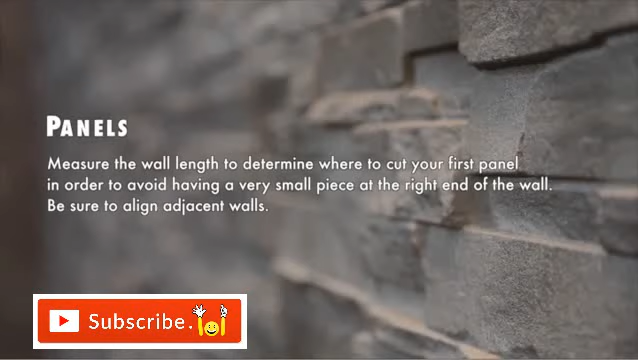 PANELS
Measure the wall length to determine where to cut your first panel
in order to avoid having a very small piece at the right end of the wall.
Be sure to align adjacent walls.
Subscribe.